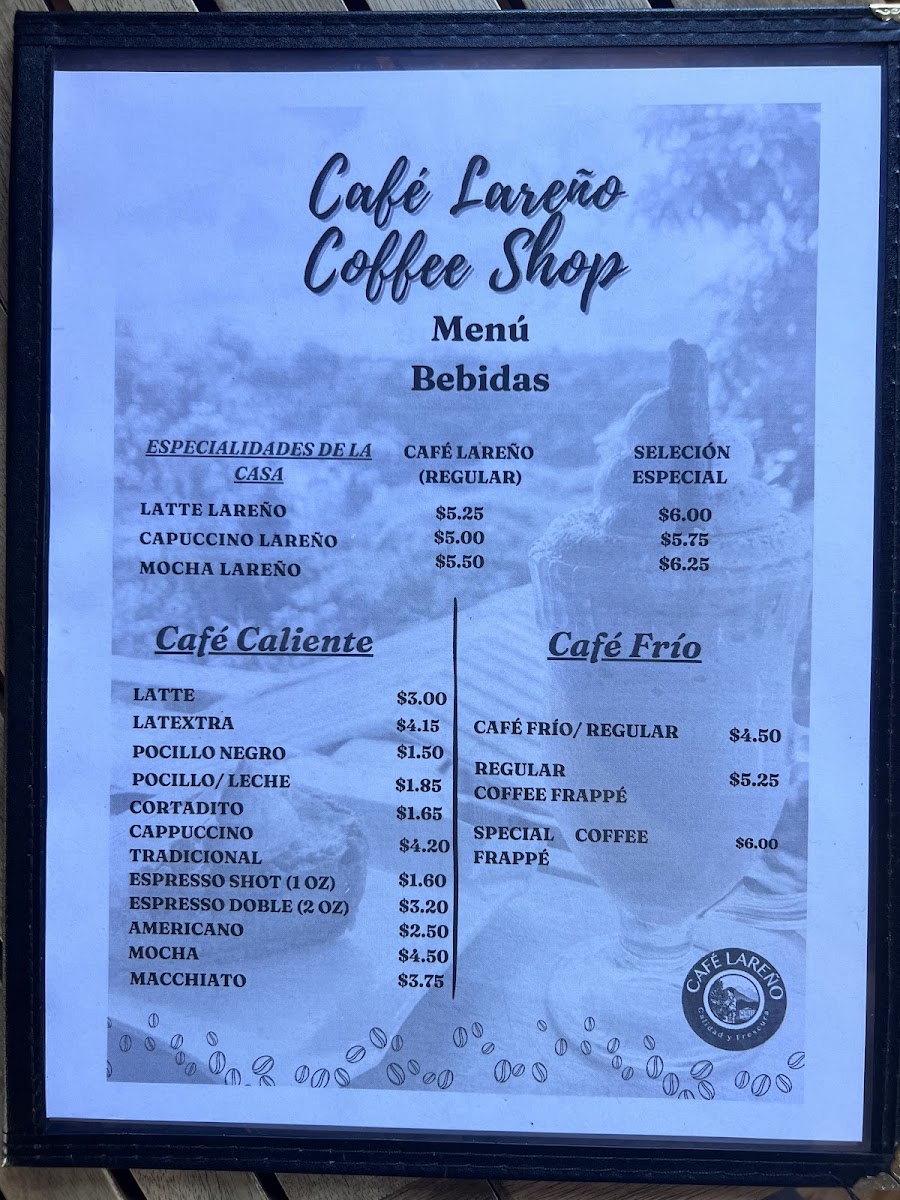 Café Lareño
Coffee Shop
Menú
Bebidas
ESPECIALIDADES DE LA CASA CAFÉ LAREÑO (REGULAR) SELECIÓN ESPECIAL
LATTE LAREÑO $5.25 $6.00
CAPUCCINO LAREÑO $5.00 $5.75
MOCHA LAREÑO $5.50 $6.25
Café Caliente
LATTE $3.00
LATEXTRA $4.15
POCILLO NEGRO $1.50
POCILLO/ LECHE $1.85
CORTADITO $1.65
CAPPUCCINO
TRADICIONAL $4.20
ESPRESSO SHOT (1 OZ) $1.60
ESPRESSO DOBLE (2 OZ) $3.20
AMERICANO $2.50
MOCHA $4.50
MACCHIATO $3.75
Café Frío
CAFÉ FRÍO/ REGULAR $4.50
REGULAR
COFFEE FRAPPÉ $5.25
SPECIAL COFFEE
FRAPPÉ $6.00
CAFÉ LAREÑO
Calidad y Frescura